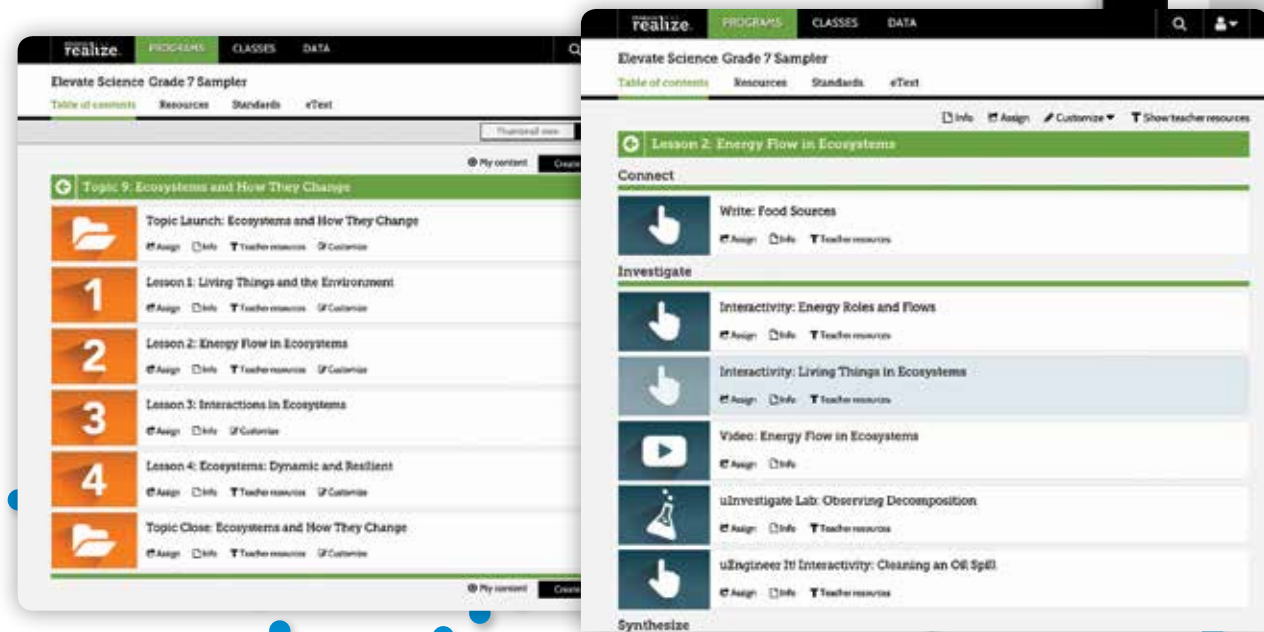 realize.
PROGRAMS CLASSES DATA
Elevate Science Grade 7 Sampler
Table of contents Resources Standards eText
Thumbnail view
My content Create
Topic 9: Ecosystems and How They Change
Topic Launch: Ecosystems and How They Change
Assign Info Teacher resources Customize
1
Lesson 1: Living Things and the Environment
Assign Info Teacher resources Customize
2
Lesson 2: Energy Flow in Ecosystems
Assign Info Teacher resources Customize
3
Lesson 3: Interactions in Ecosystems
Assign Info Customize
4
Lesson 4: Ecosystems: Dynamic and Resilient
Assign Info Teacher resources Customize
Topic Close: Ecosystems and How They Change
Assign Info Teacher resources Customize
My content Create
realize.
PROGRAMS CLASSES DATA
Elevate Science Grade 7 Sampler
Table of contents Resources Standards eText
Info Assign Customize Show teacher resources
Lesson 2: Energy Flow in Ecosystems
Connect
Write: Food Sources
Assign Info Teacher resources
Investigate
Interactivity: Energy Roles and Flows
Assign Info Teacher resources
Interactivity: Living Things in Ecosystems
Assign Info Teacher resources
Video: Energy Flow in Ecosystems
Assign Info
uInvestigate Lab: Observing Decomposition
Assign Info Teacher resources
uEngineer It! Interactivity: Cleaning an Oil Spill
Assign Info Teacher resources
Synthesize